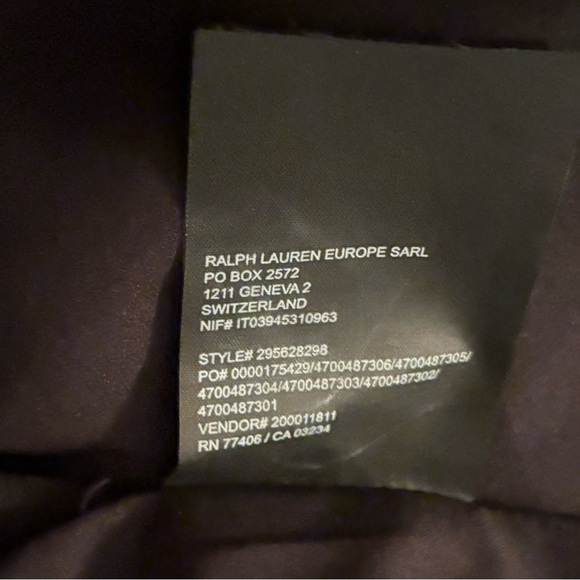 RALPH LAUREN EUROPE SARL
PO BOX 2572
1211 GENEVA 2
SWITZERLAND
NIF# IT03945310963
STYLE# 295628298
PO# 0000175429/4700487306/4700487305/
4700487304/4700487303/4700487302/
4700487301
VENDOR# 200011811
RN 77406 / CA 03234